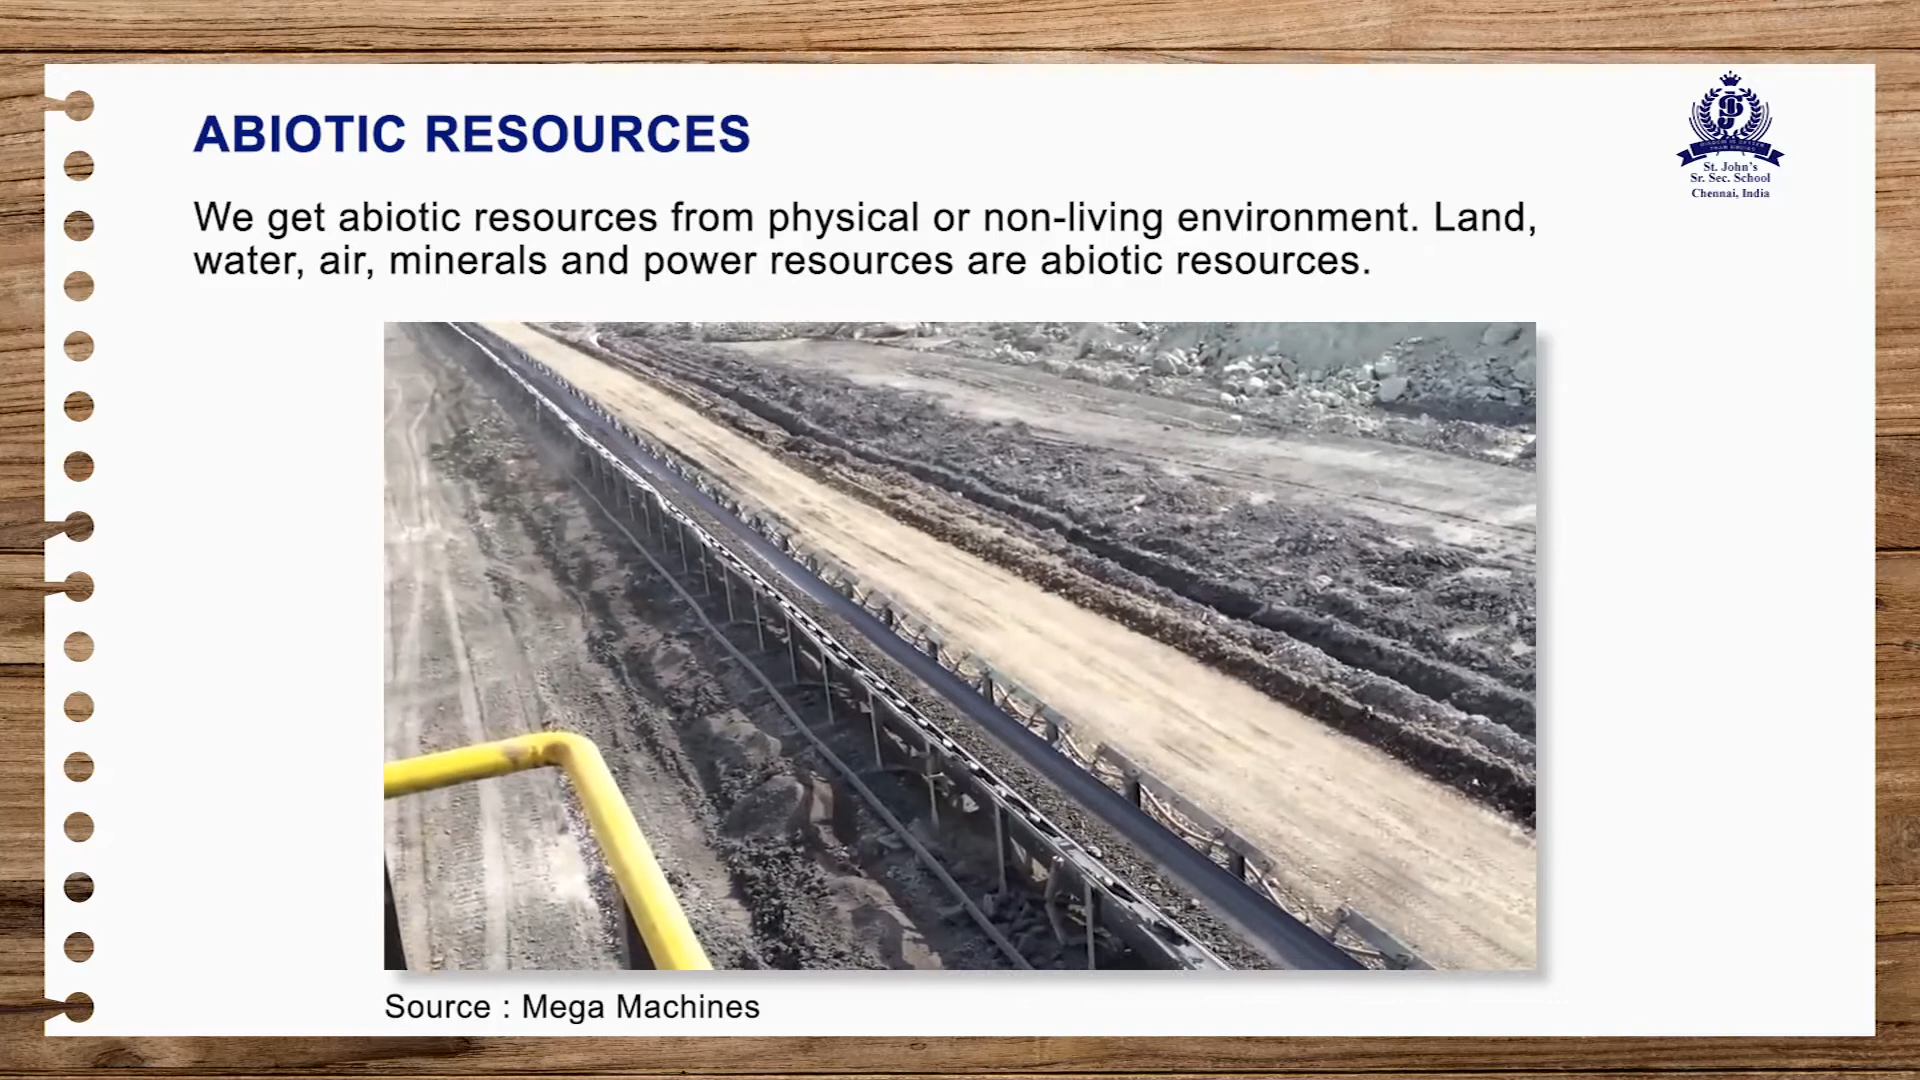 ABIOTIC RESOURCES
We get abiotic resources from physical or non-living environment. Land,
water, air, minerals and power resources are abiotic resources.
St. John's
Sr. Sec. School
Chennai, India
Source : Mega Machines